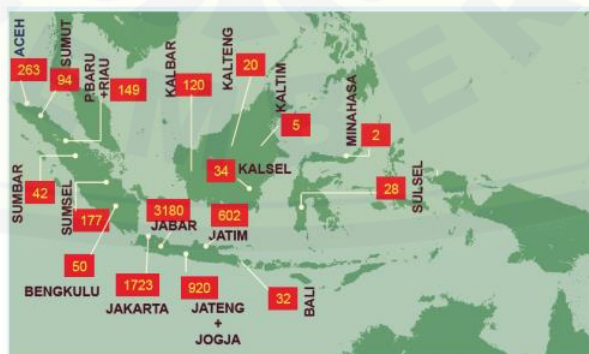 ACEH
263
SUMUT
94
P.BARU
+RIAU
149
KALBAR
120
KALTENG
20
KALTIM
5
MINAHASA
2
34
KALSEL
28
SULSEL
SUMBAR
42
SUMSEL
177
3180
JABAR
602
JATIM
50
BENGKULU
1723
JAKARTA
920
JATENG
+
JOGJA
32
BALI